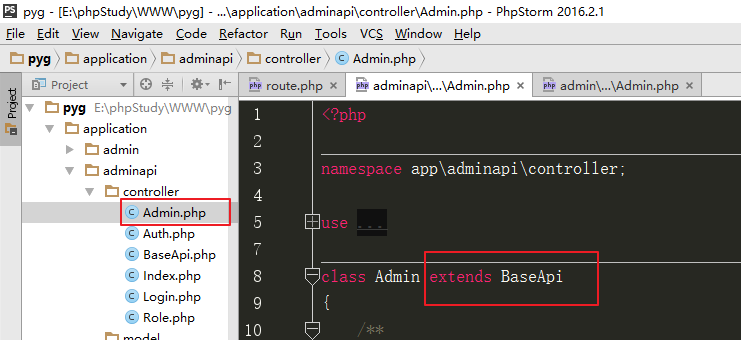 pyg - [E:\phpStudy\WWW\pyg] - ...\application\adminapi\controller\Admin.php - PhpStorm 2016.2.1
File Edit View Navigate Code Refactor Run Tools VCS Window Help
pyg application adminapi controller Admin.php
Project
Project
route.php adminapi\...\Admin.php admin\...\Admin.php
pyg E:\phpStudy\WWW\pyg
application
admin
adminapi
controller
Admin.php
Auth.php
BaseApi.php
Index.php
Login.php
Role.php
model
1 <?php
2
3 namespace app\adminapi\controller;
4
5 use ...
7
8 class Admin extends BaseApi
9 {
10 /**